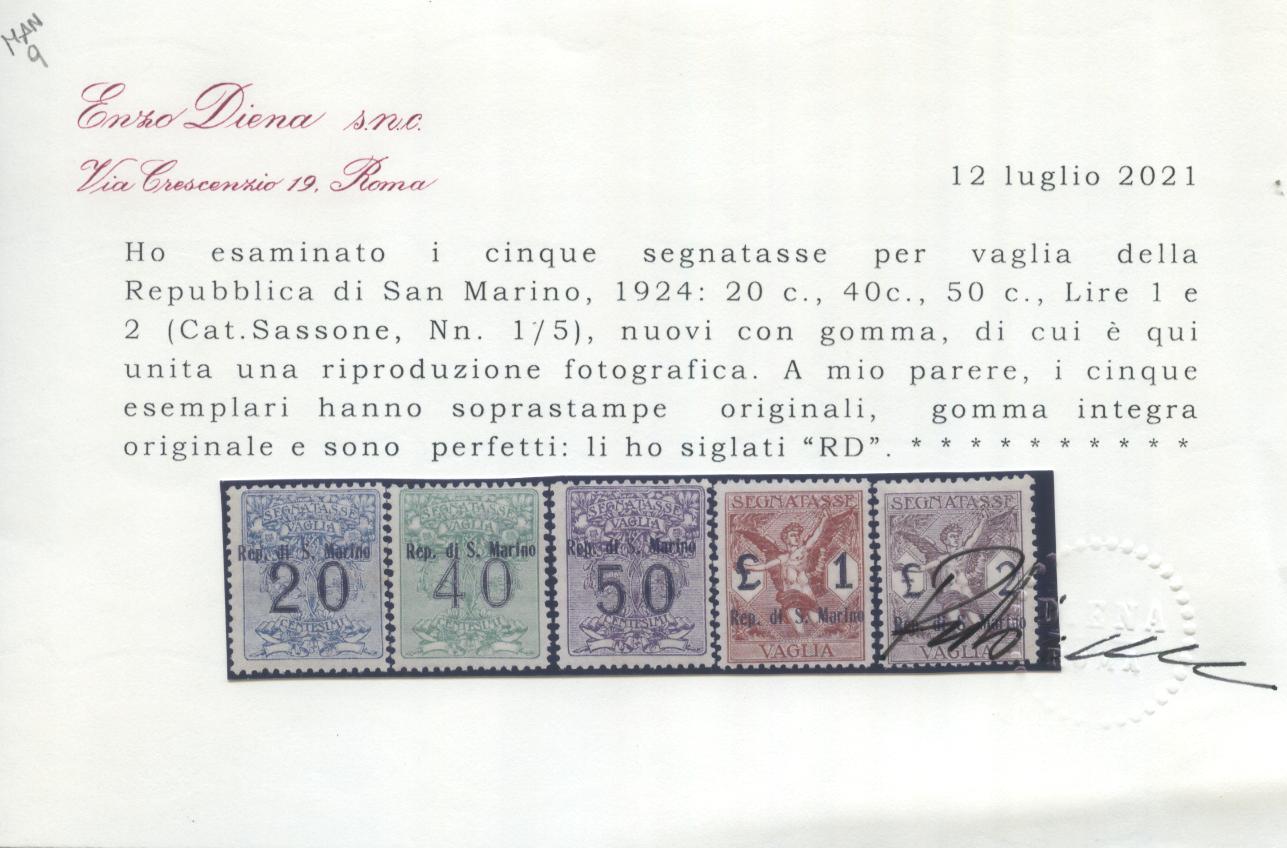 MAN
9
Enzo Diena s.n.c.
Via Crescenzio 19, Roma
12 luglio 2021
Ho esaminato i cinque segnatasse per vaglia della
Repubblica di San Marino, 1924: 20 c., 40c., 50 c., Lire 1 e
2 (Cat.Sassone, Nn. 1/5), nuovi con gomma, di cui è qui
unita una riproduzione fotografica. A mio parere, i cinque
esemplari hanno soprastampe originali, gomma integra
originale e sono perfetti: li ho siglati “RD”. * * * * * * * * * *
SEGNATASSE
VAGLIA
Rep. di S. Marino
20
CENTESIMI
SEGNATASSE
VAGLIA
Rep. di S. Marino
40
CENTESIMI
SEGNATASSE
VAGLIA
Rep. di S. Marino
50
CENTESIMI
SEGNATASSE
£ 1
Rep. di S. Marino
VAGLIA
SEGNATASSE
£ 2
Rep. di S. Marino
VAGLIA